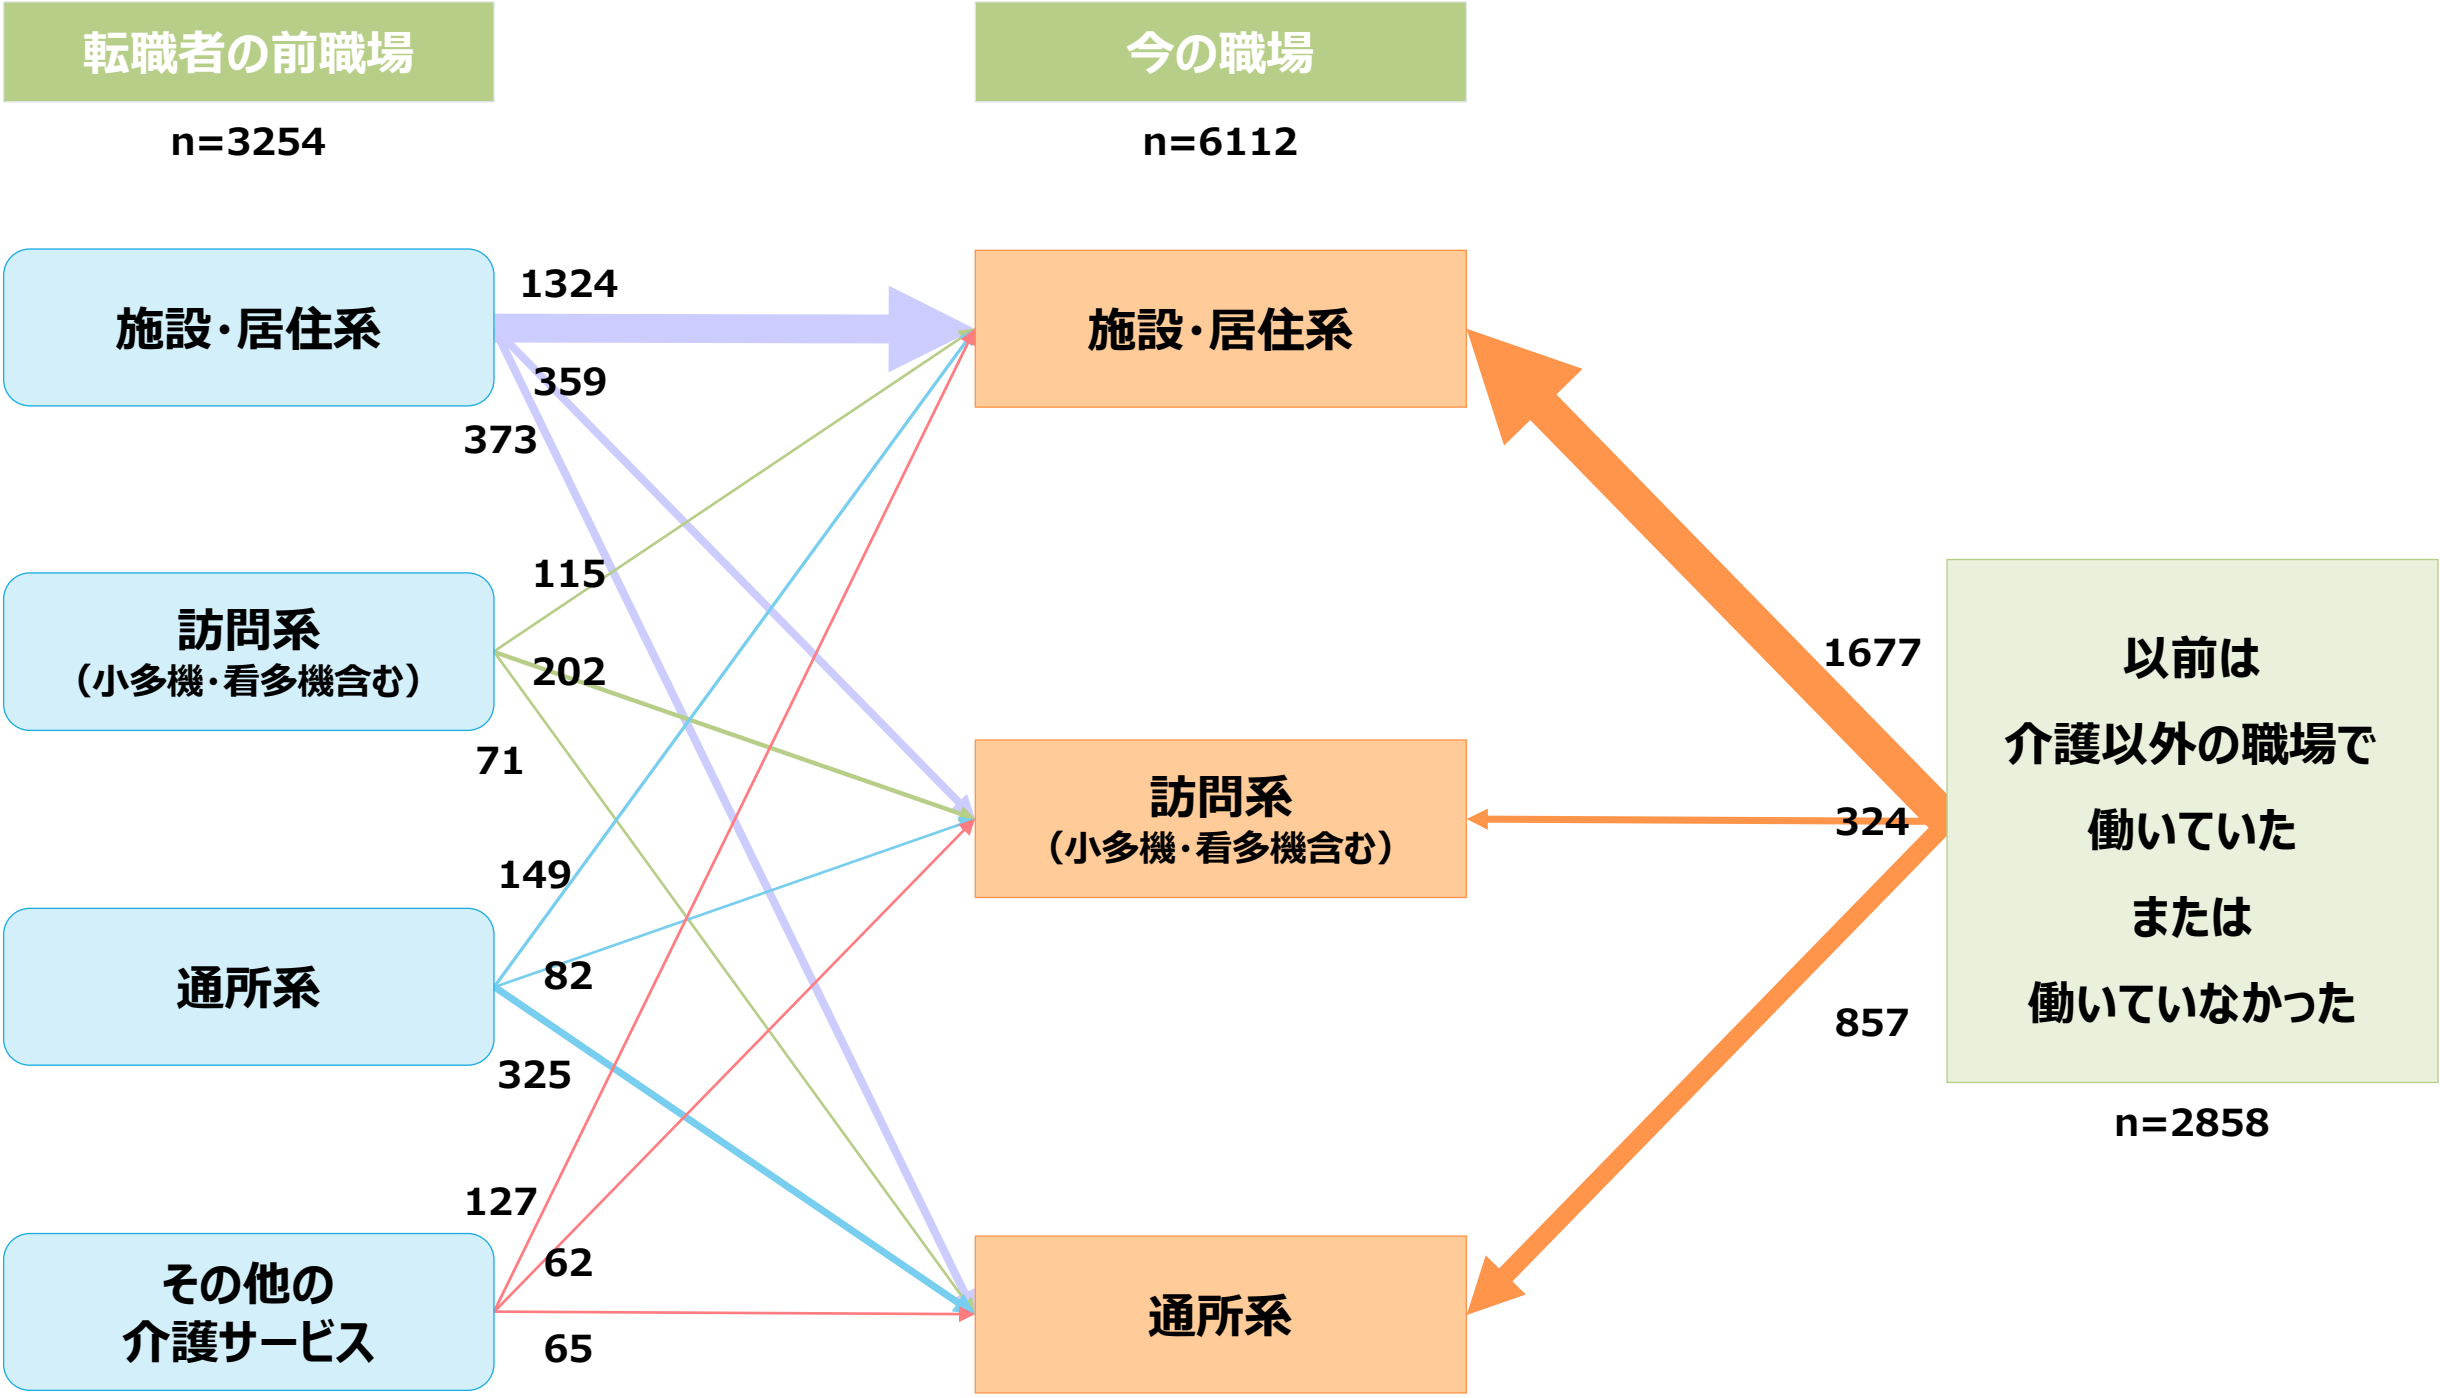 転職者の前職場
今の職場
n=3254
n=6112
施設・居住系
1324
359
373
訪問系
（小多機・看多機含む）
115
202
71
通所系
149
82
325
その他の
介護サービス
127
62
65
施設・居住系
訪問系
（小多機・看多機含む）
通所系
1677
324
857
以前は
介護以外の職場で
働いていた
または
働いていなかった
n=2858